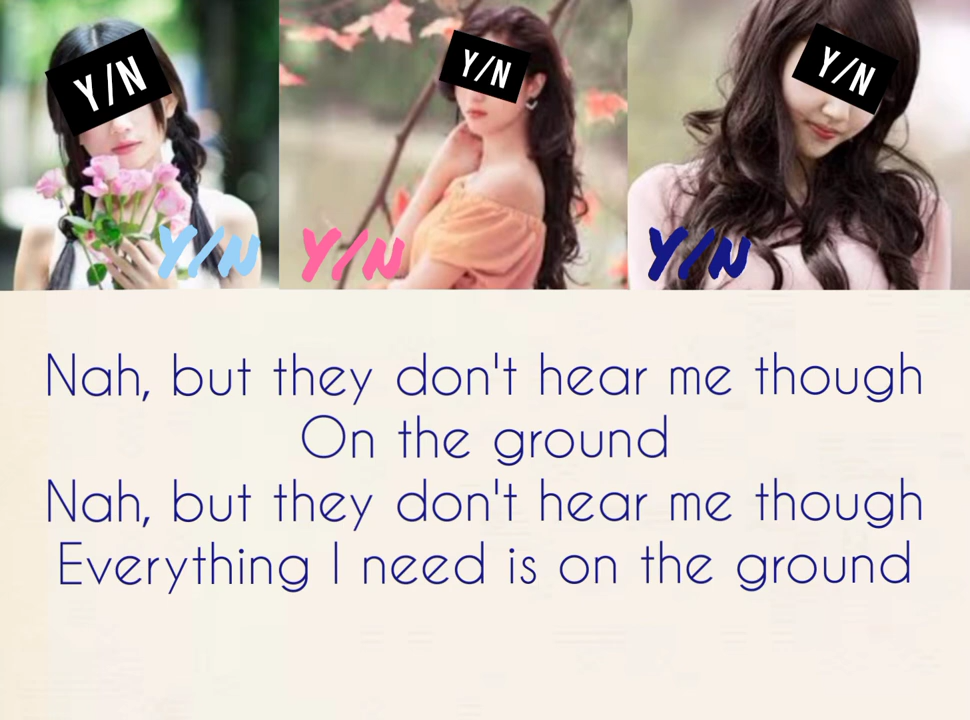 Y/N
Y/N
Y/N
Y/N
Y/N
Y/N
Nah, but they don't hear me though
On the ground
Nah, but they don't hear me though
Everything I need is on the ground